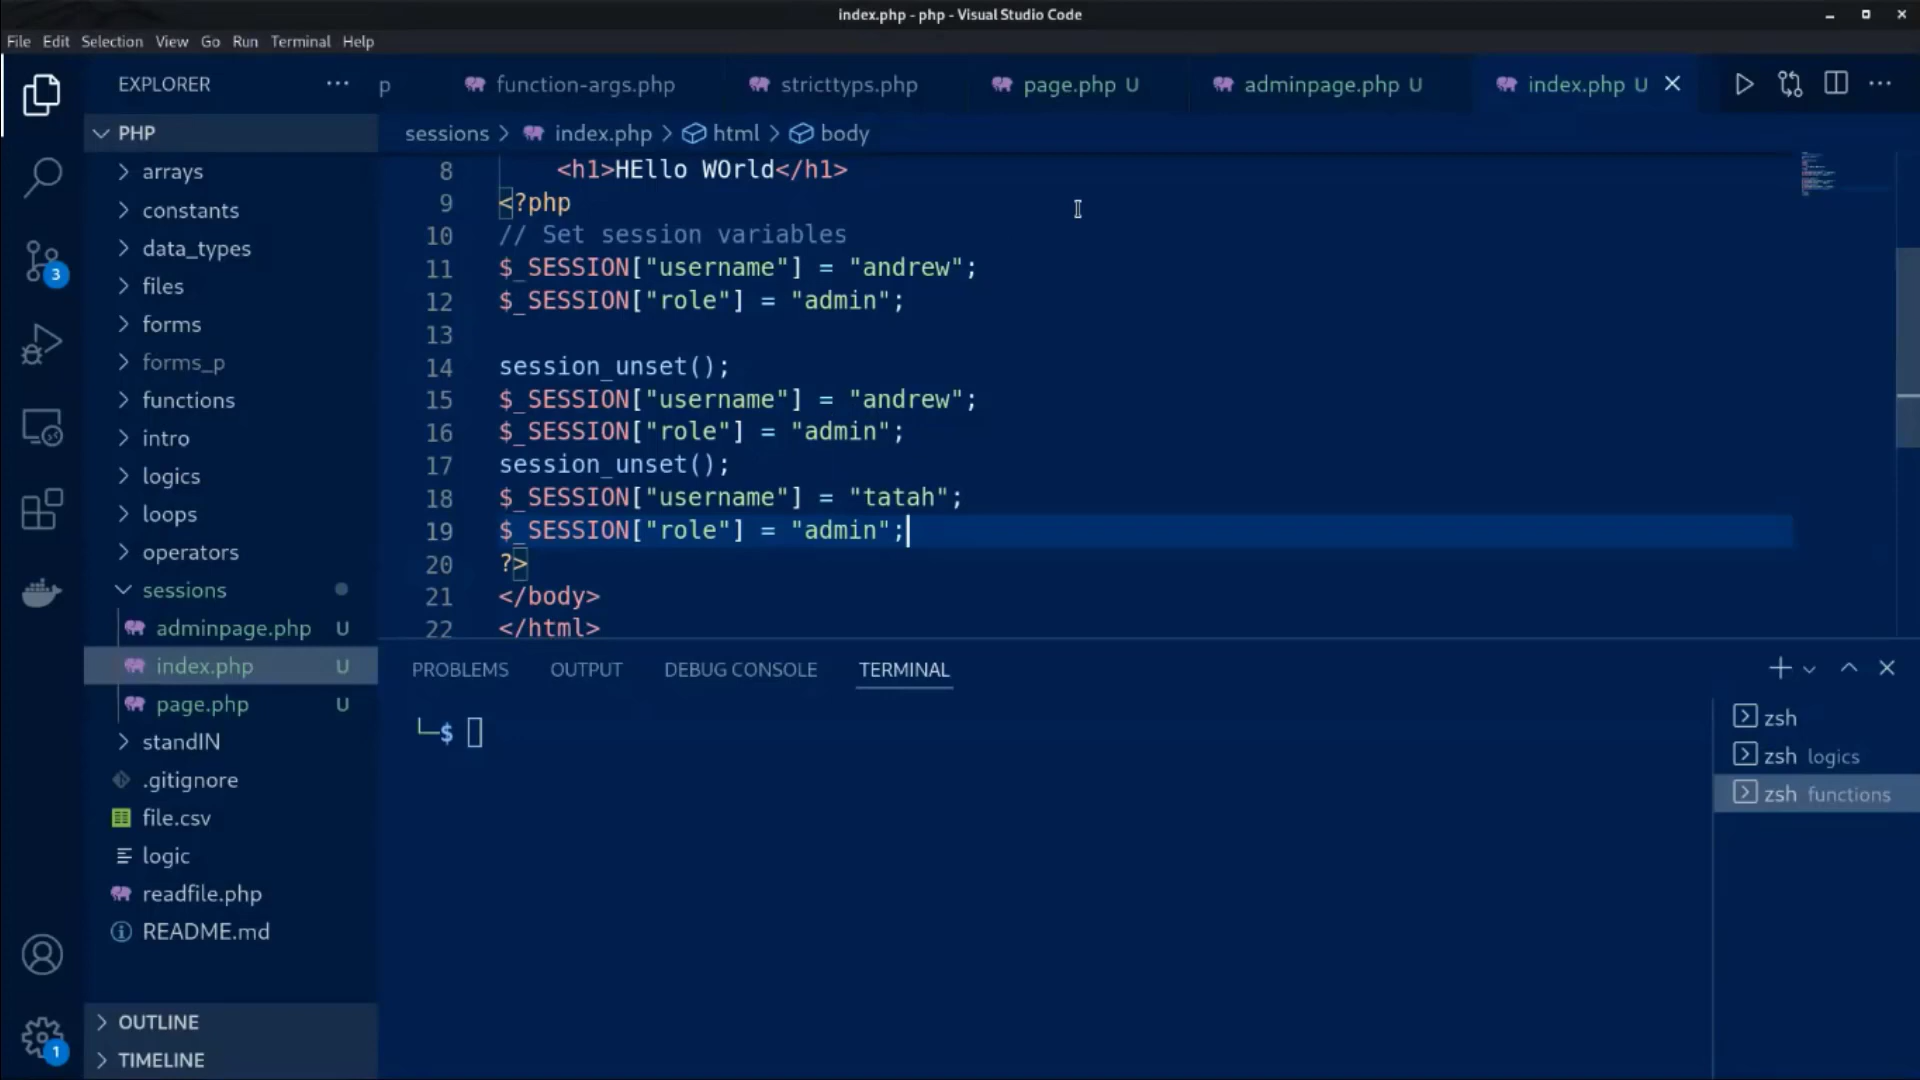 index.php - php - Visual Studio Code
File Edit Selection View Go Run Terminal Help
EXPLORER
p function-args.php stricttyps.php page.php U adminpage.php U index.php U
PHP
sessions > index.php > html > body
arrays
constants
data_types
files
forms
forms_p
functions
intro
logics
loops
operators
sessions
adminpage.php U
index.php U
page.php U
standIN
.gitignore
file.csv
logic
readfile.php
README.md
OUTLINE
TIMELINE
3
1
8 <h1>HEllo WOrld</h1>
9 <?php
10 // Set session variables
11 $_SESSION["username"] = "andrew";
12 $_SESSION["role"] = "admin";
13
14 session_unset();
15 $_SESSION["username"] = "andrew";
16 $_SESSION["role"] = "admin";
17 session_unset();
18 $_SESSION["username"] = "tatah";
19 $_SESSION["role"] = "admin";
20 ?>
21 </body>
22 </html>
PROBLEMS OUTPUT DEBUG CONSOLE TERMINAL
└─$
zsh
zsh logics
zsh functions